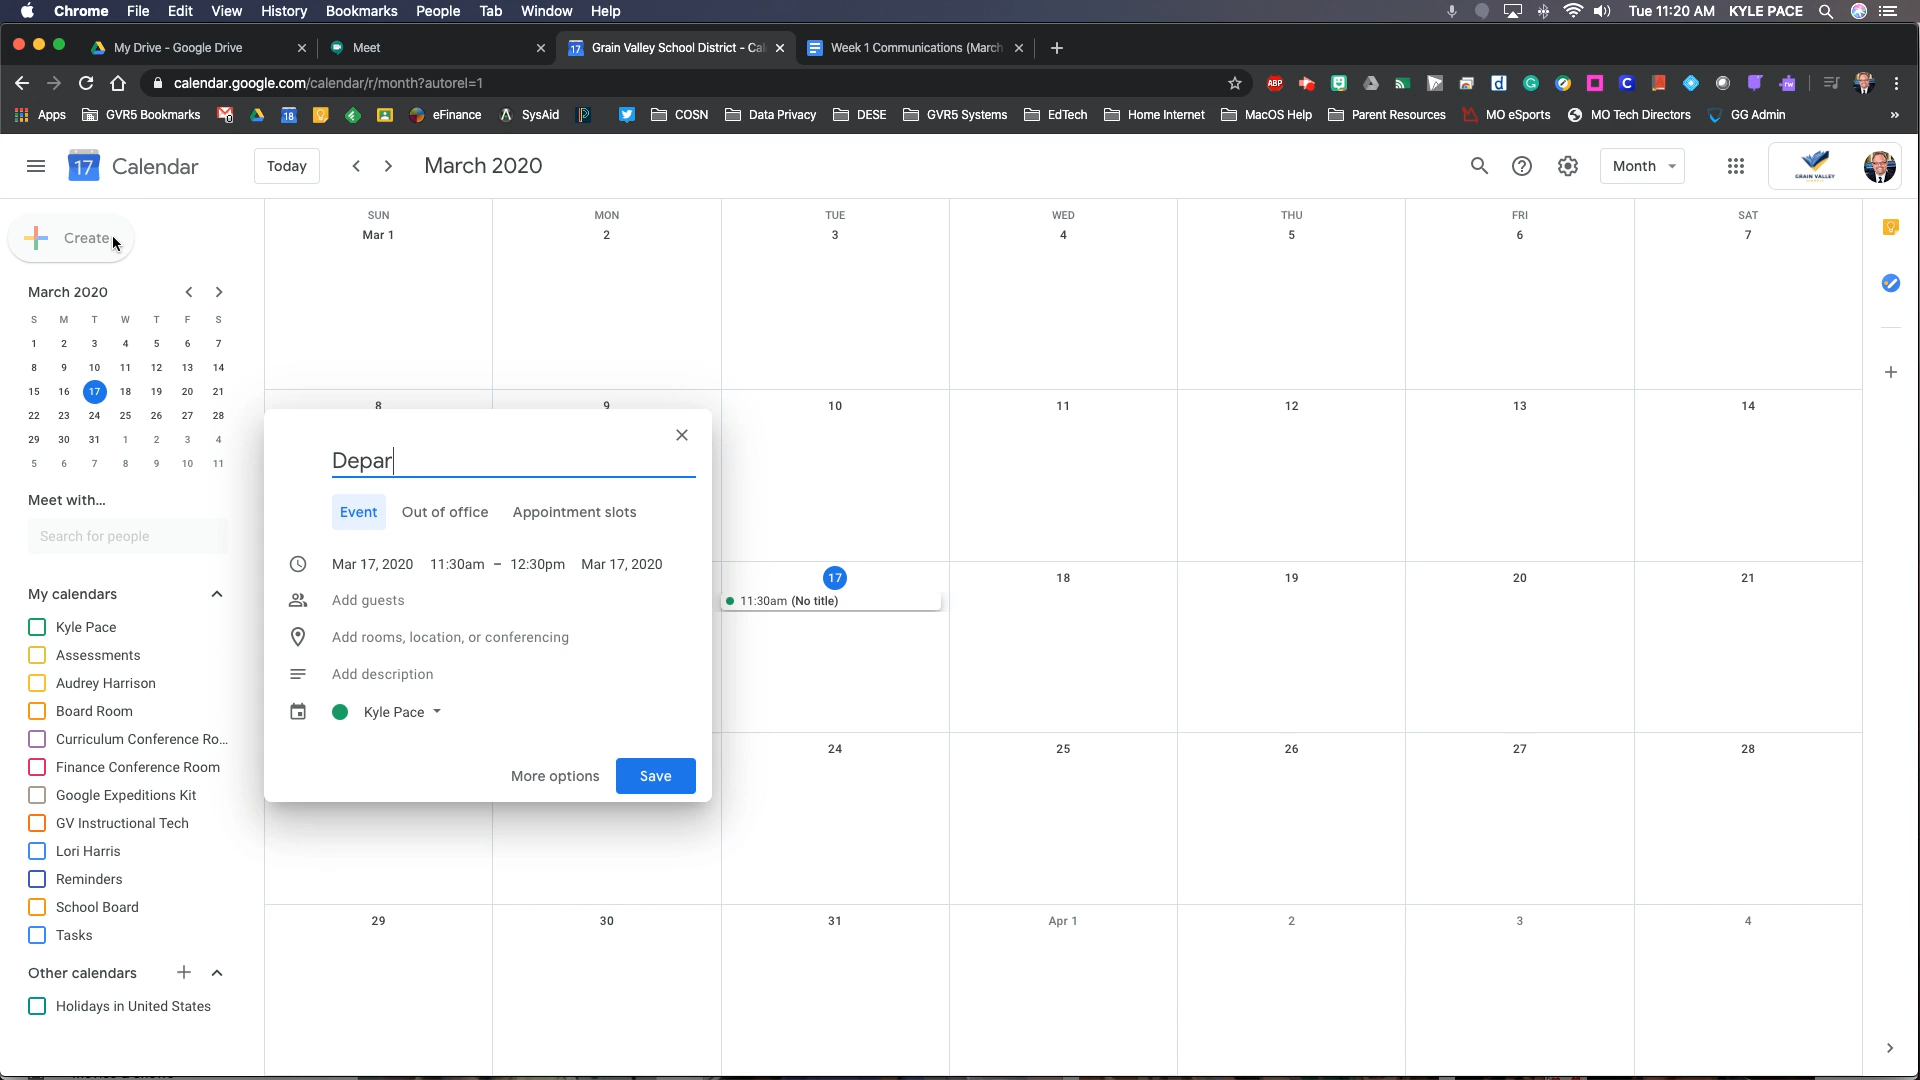 Chrome File Edit View History Bookmarks People Tab Window Help Tue 11:20 AM KYLE PACE
My Drive - Google Drive Meet Grain Valley School District - Cal Week 1 Communications (March
calendar.google.com/calendar/r/month?autorel=1
Apps GVR5 Bookmarks eFinance SysAid COSN Data Privacy DESE GVR5 Systems EdTech Home Internet MacOS Help Parent Resources MO eSports MO Tech Directors GG Admin »
17 Calendar Today March 2020 Month GRAIN VALLEY
Create
March 2020
S M T W T F S
1 2 3 4 5 6 7
8 9 10 11 12 13 14
15 16 17 18 19 20 21
22 23 24 25 26 27 28
29 30 31 1 2 3 4
5 6 7 8 9 10 11
Meet with...
Search for people
My calendars
Kyle Pace
Assessments
Audrey Harrison
Board Room
Curriculum Conference Ro...
Finance Conference Room
Google Expeditions Kit
GV Instructional Tech
Lori Harris
Reminders
School Board
Tasks
Other calendars
Holidays in United States
SUN MON TUE WED THU FRI SAT
Mar 1 2 3 4 5 6 7
8 9 10 11 12 13 14
Depar
Event Out of office Appointment slots
Mar 17, 2020 11:30am – 12:30pm Mar 17, 2020
Add guests
Add rooms, location, or conferencing
Add description
Kyle Pace
More options Save
17 18 19 20 21
11:30am (No title)
24 25 26 27 28
29 30 31 Apr 1 2 3 4